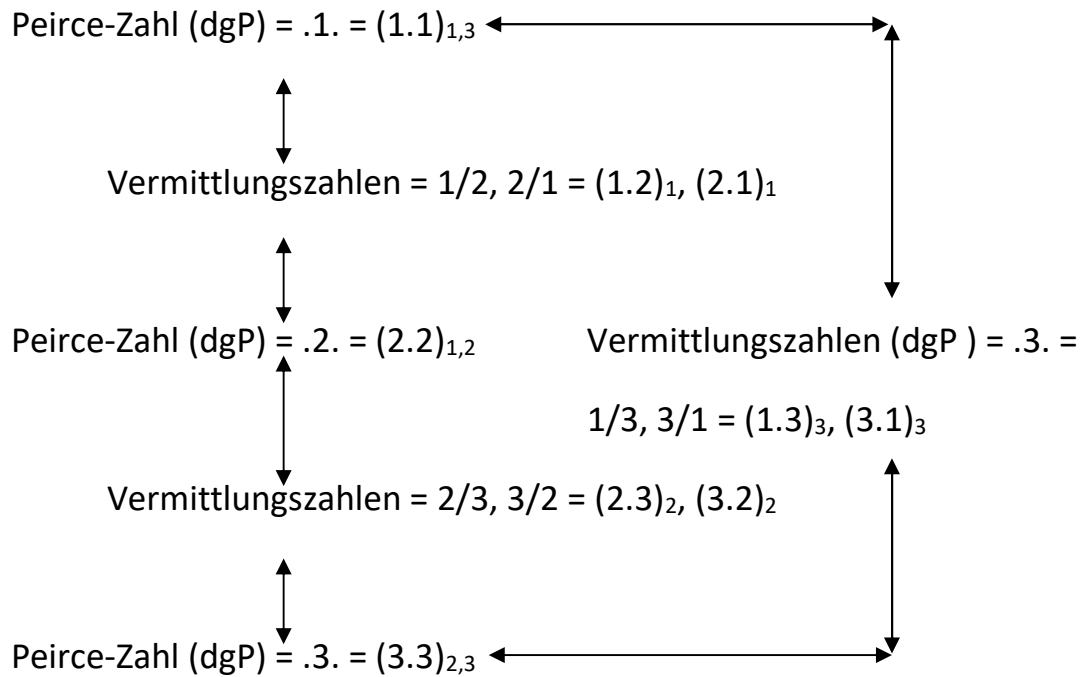 Peirce-Zahl (dgP) = .1. = (1.1)₁,₃
Vermittlungszahlen = 1/2, 2/1 = (1.2)₁, (2.1)₁
Peirce-Zahl (dgP) = .2. = (2.2)₁,₂
Vermittlungszahlen (dgP ) = .3. =
1/3, 3/1 = (1.3)₃, (3.1)₃
Vermittlungszahlen = 2/3, 3/2 = (2.3)₂, (3.2)₂
Peirce-Zahl (dgP) = .3. = (3.3)₂,₃